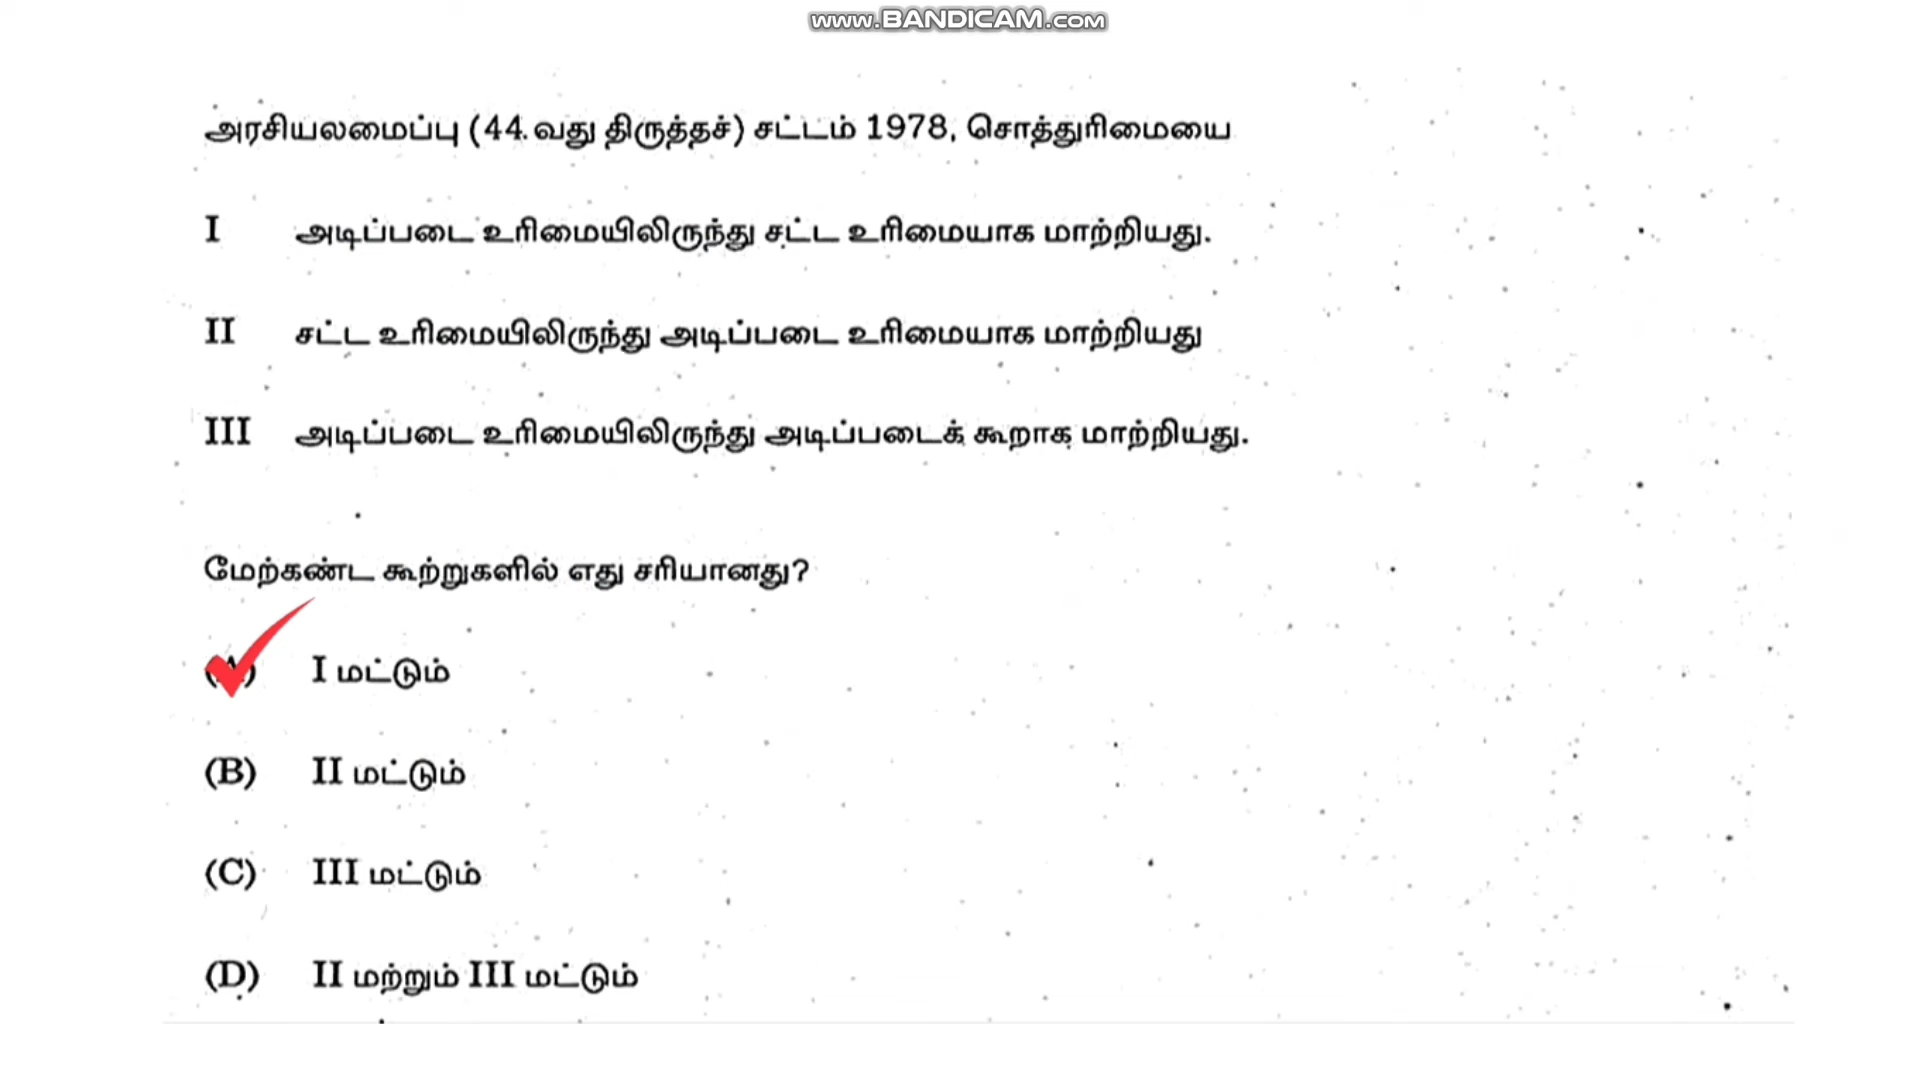 www.BANDICAM.com
அரசியலமைப்பு (44.வது திருத்தச்) சட்டம் 1978, சொத்துரிமையை
I அடிப்படை உரிமையிலிருந்து சட்ட உரிமையாக மாற்றியது.
II சட்ட உரிமையிலிருந்து அடிப்படை உரிமையாக மாற்றியது
III அடிப்படை உரிமையிலிருந்து அடிப்படைக் கூறாக மாற்றியது.
மேற்கண்ட கூற்றுகளில் எது சரியானது?
(A) I மட்டும்
(B) II மட்டும்
(C) III மட்டும்
(D) II மற்றும் III மட்டும்